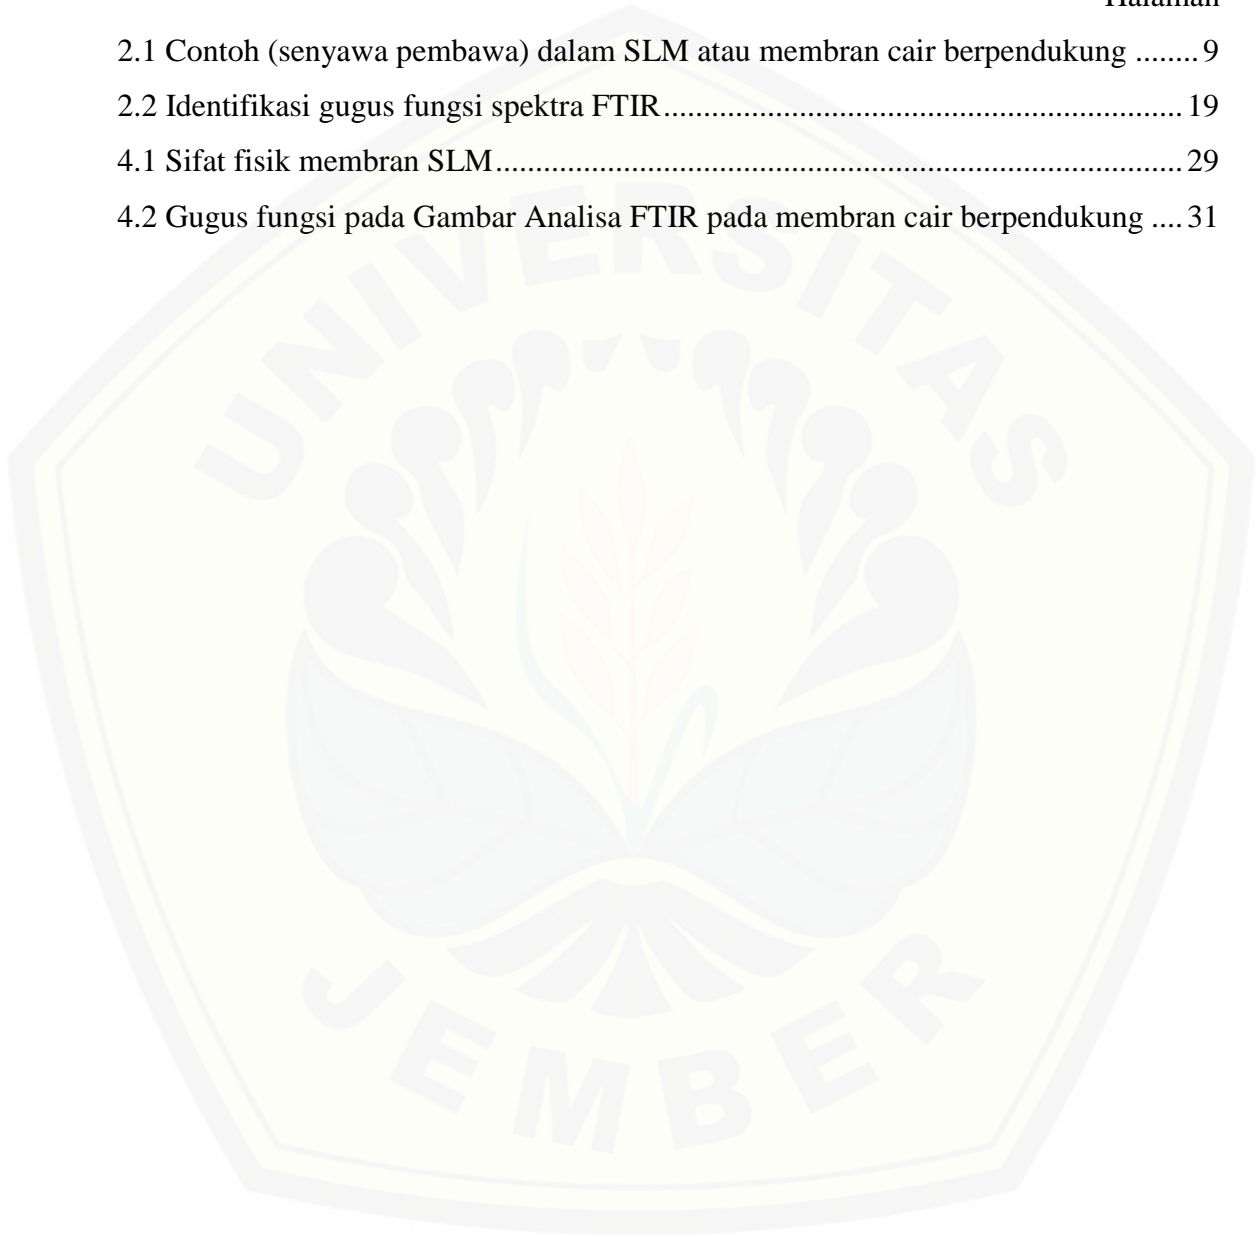 Halaman
2.1 Contoh (senyawa pembawa) dalam SLM atau membran cair berpendukung ........ 9
2.2 Identifikasi gugus fungsi spektra FTIR.............................................................................. 19
4.1 Sifat fisik membran SLM....................................................................................................... 29
4.2 Gugus fungsi pada Gambar Analisa FTIR pada membran cair berpendukung .... 31
UNIVERSITAS
JEMBER